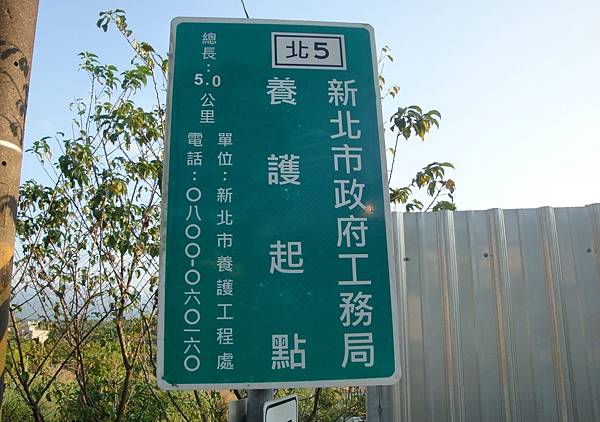 北5
新北市政府工務局
養護起點
總長：5.0公里
單位：新北市養護工程處
電話：〇八〇〇-〇六〇一六〇